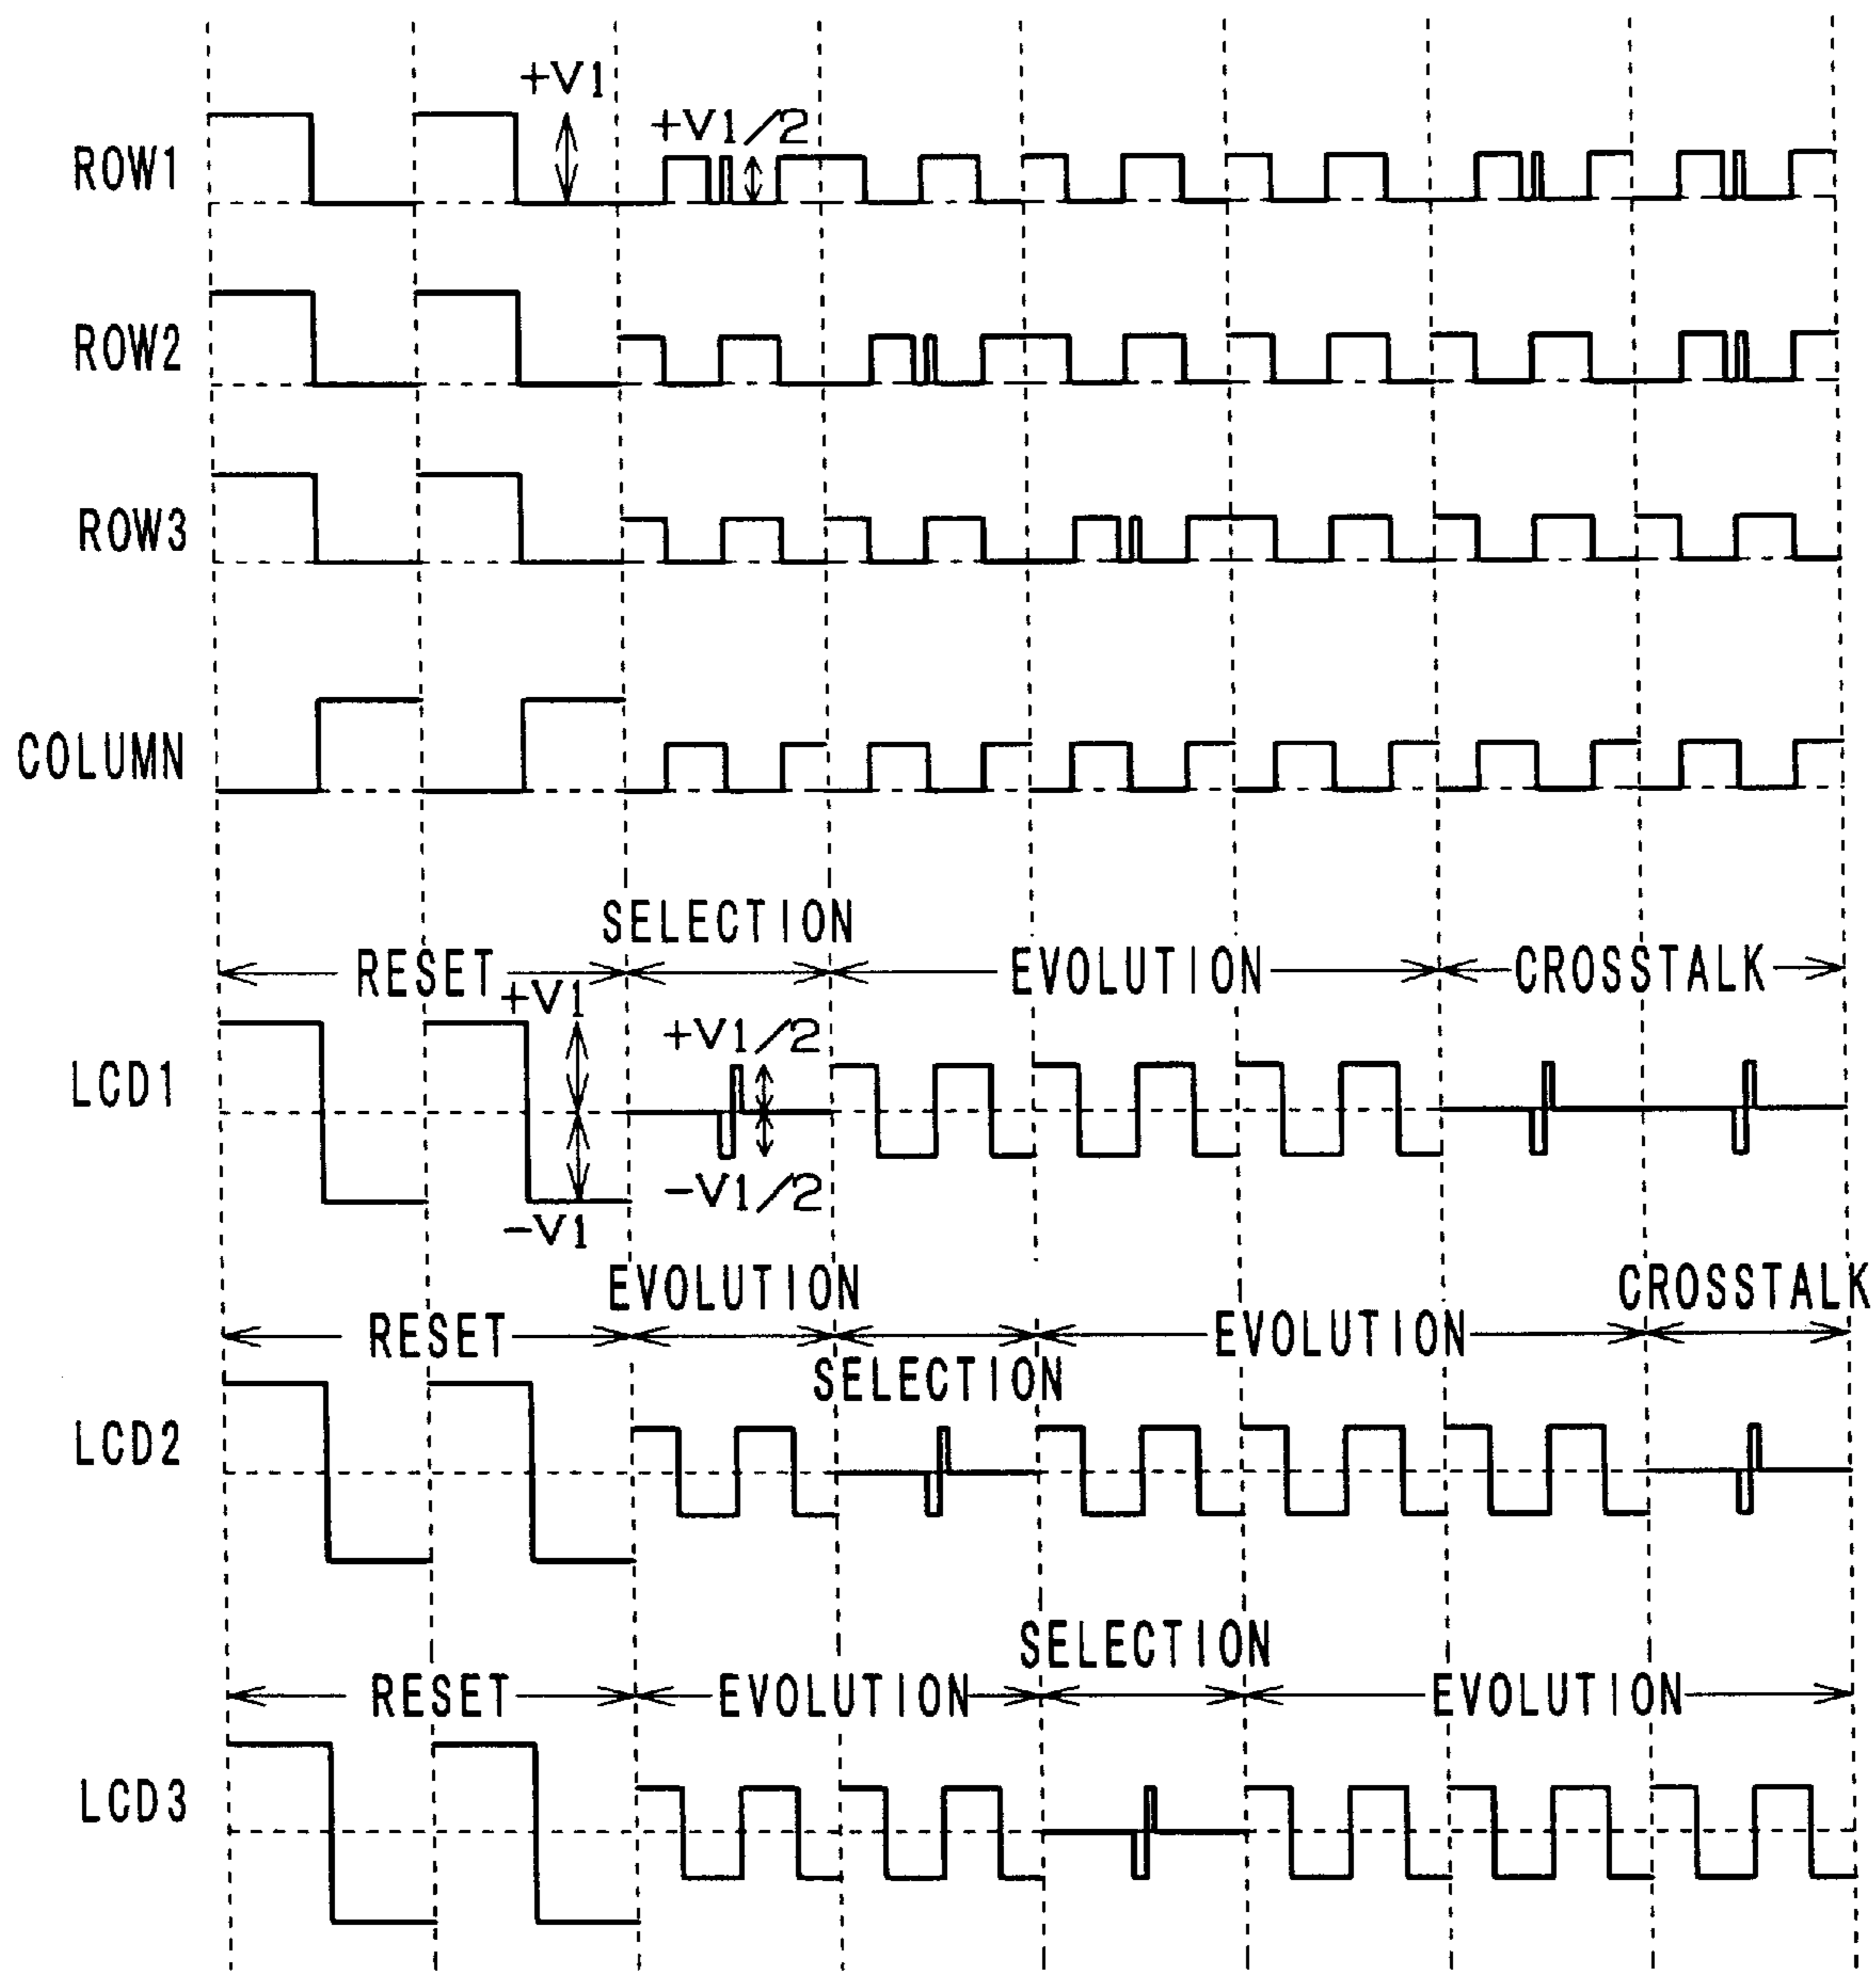 +V1
+V1/2
ROW1
ROW2
ROW3
COLUMN
SELECTION
RESET
EVOLUTION
CROSSTALK
+V1
+V1/2
LCD1
-V1/2
-V1
EVOLUTION
CROSSTALK
RESET
EVOLUTION
SELECTION
LCD2
SELECTION
RESET
EVOLUTION
EVOLUTION
LCD3